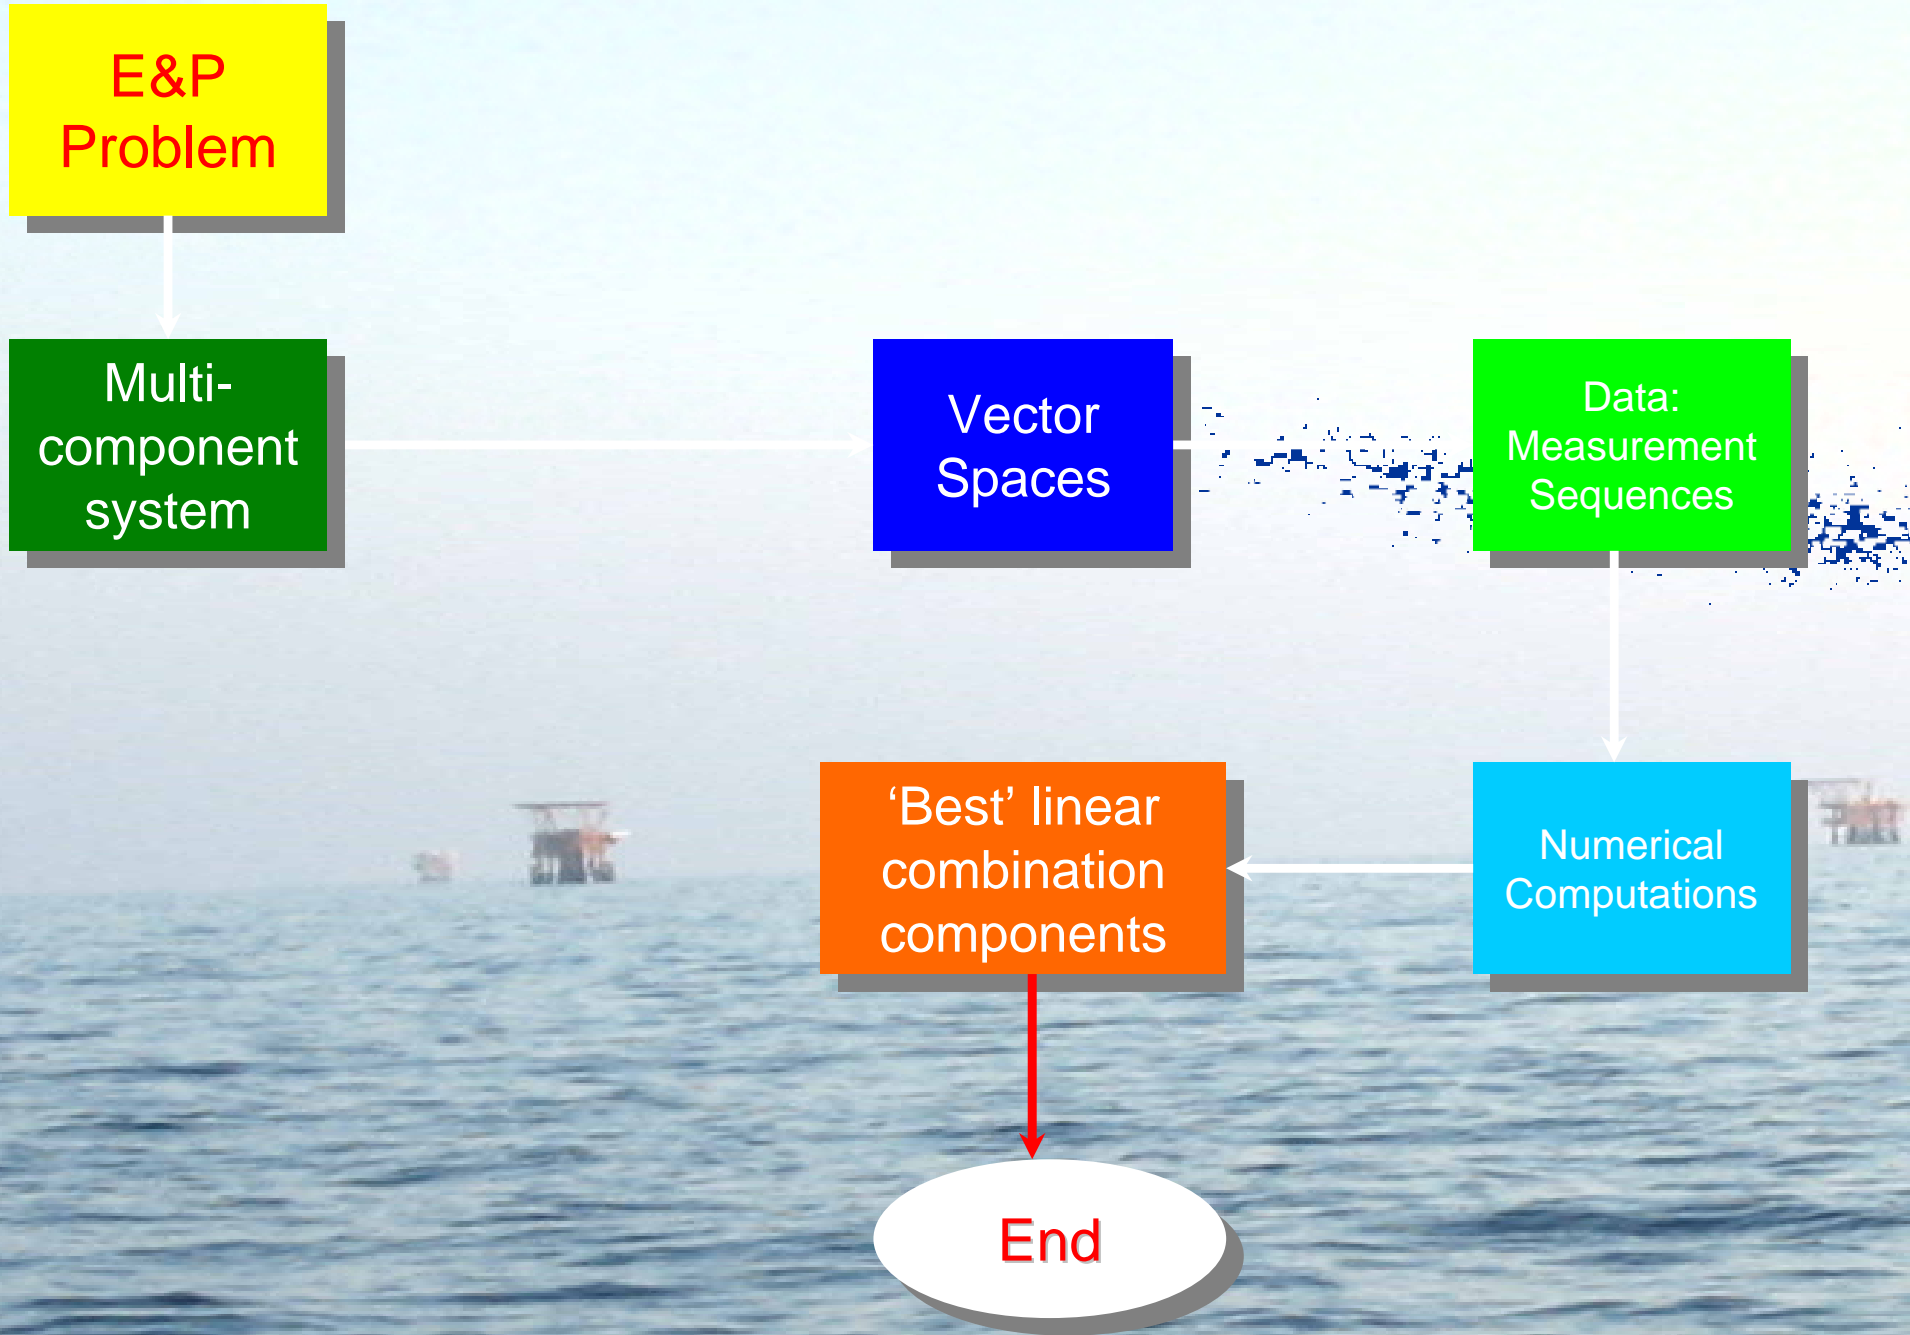 E&P
Problem
Multi-
component
system
Vector
Spaces
Data:
Measurement
Sequences
‘Best’ linear
combination
components
Numerical
Computations
End